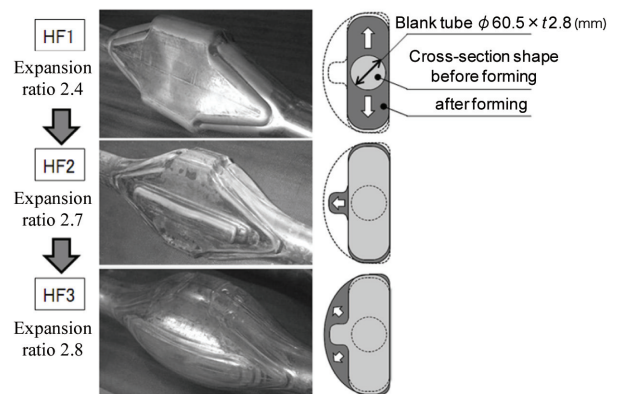 HF1
Expansion
ratio 2.4
HF2
Expansion
ratio 2.7
HF3
Expansion
ratio 2.8
Blank tube ϕ 60.5 × t2.8 (mm)
Cross-section shape
before forming
after forming